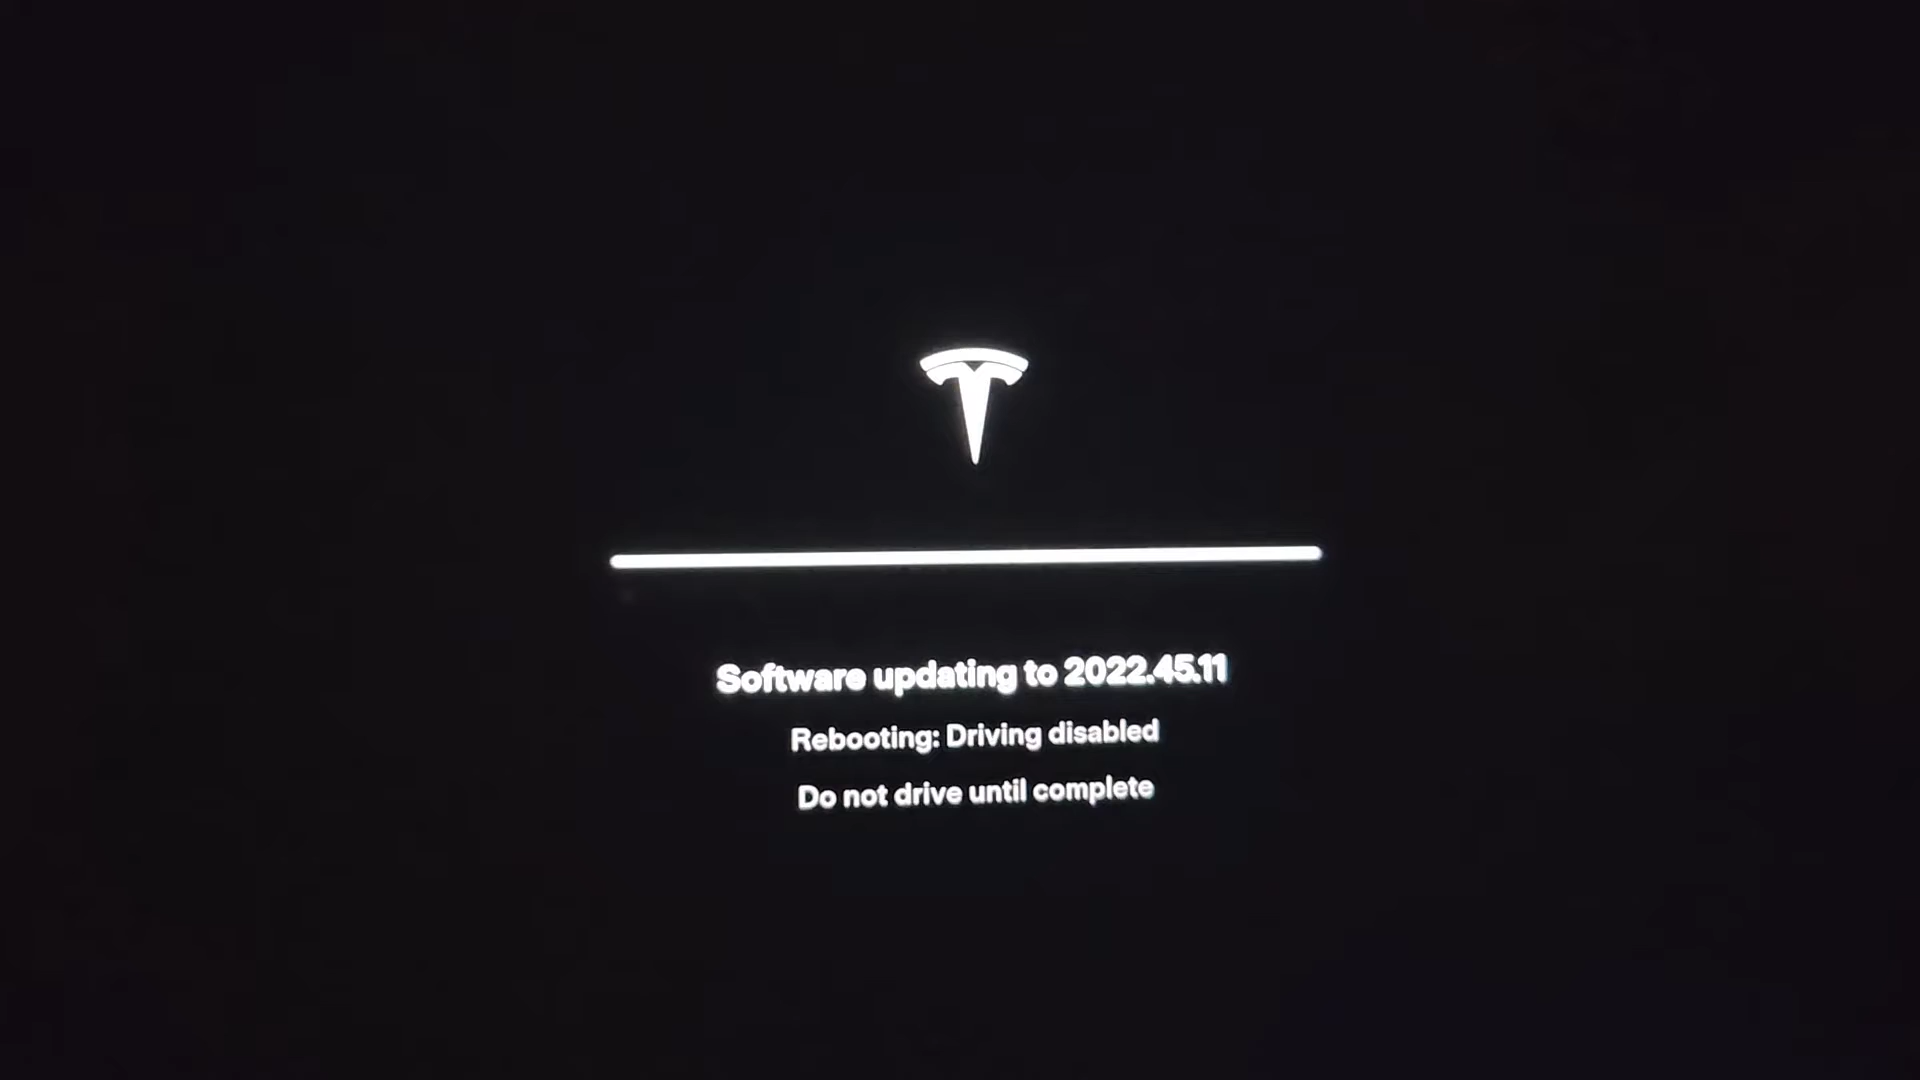 Software updating to 2022.45.11
Rebooting: Driving disabled
Do not drive until complete